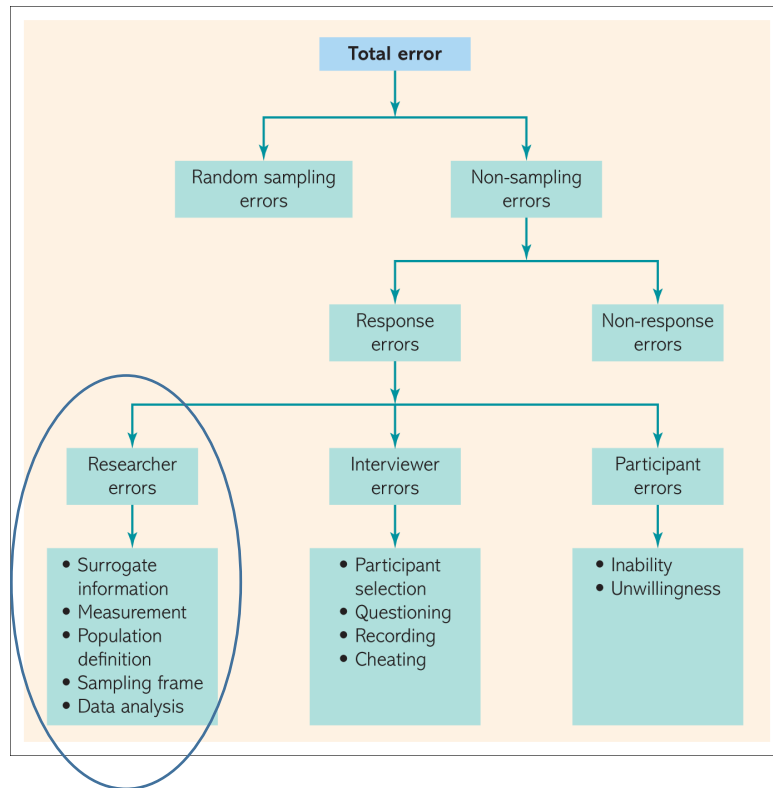 Total error
Random sampling
errors
Non-sampling
errors
Response
errors
Non-response
errors
Researcher
errors
Interviewer
errors
Participant
errors
• Surrogate
information
• Measurement
• Population
definition
• Sampling frame
• Data analysis
• Participant
selection
• Questioning
• Recording
• Cheating
• Inability
• Unwillingness